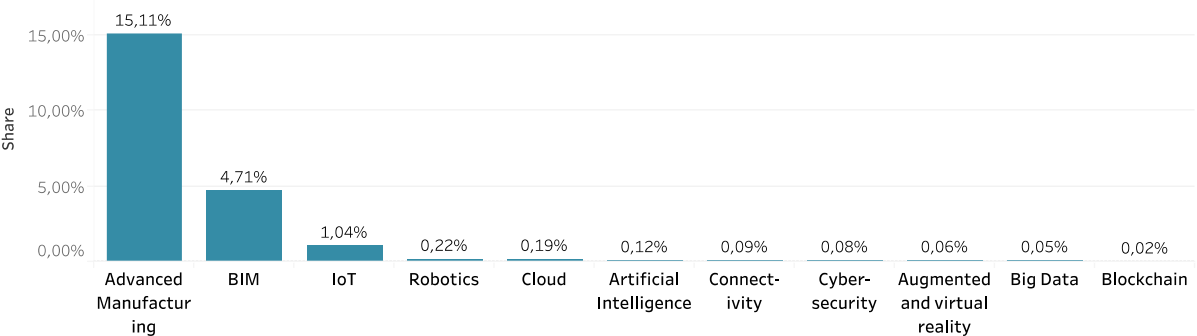 15,11%
15,00%
10,00%
Share
4,71%
5,00%
1,04%
0,22%
0,19%
0,12%
0,09%
0,08%
0,06%
0,05%
0,02%
0,00%
Advanced
Manufactur
ing
BIM
IoT
Robotics
Cloud
Artificial
Intelligence
Connect-
ivity
Cyber-
security
Augmented
and virtual
reality
Big Data
Blockchain